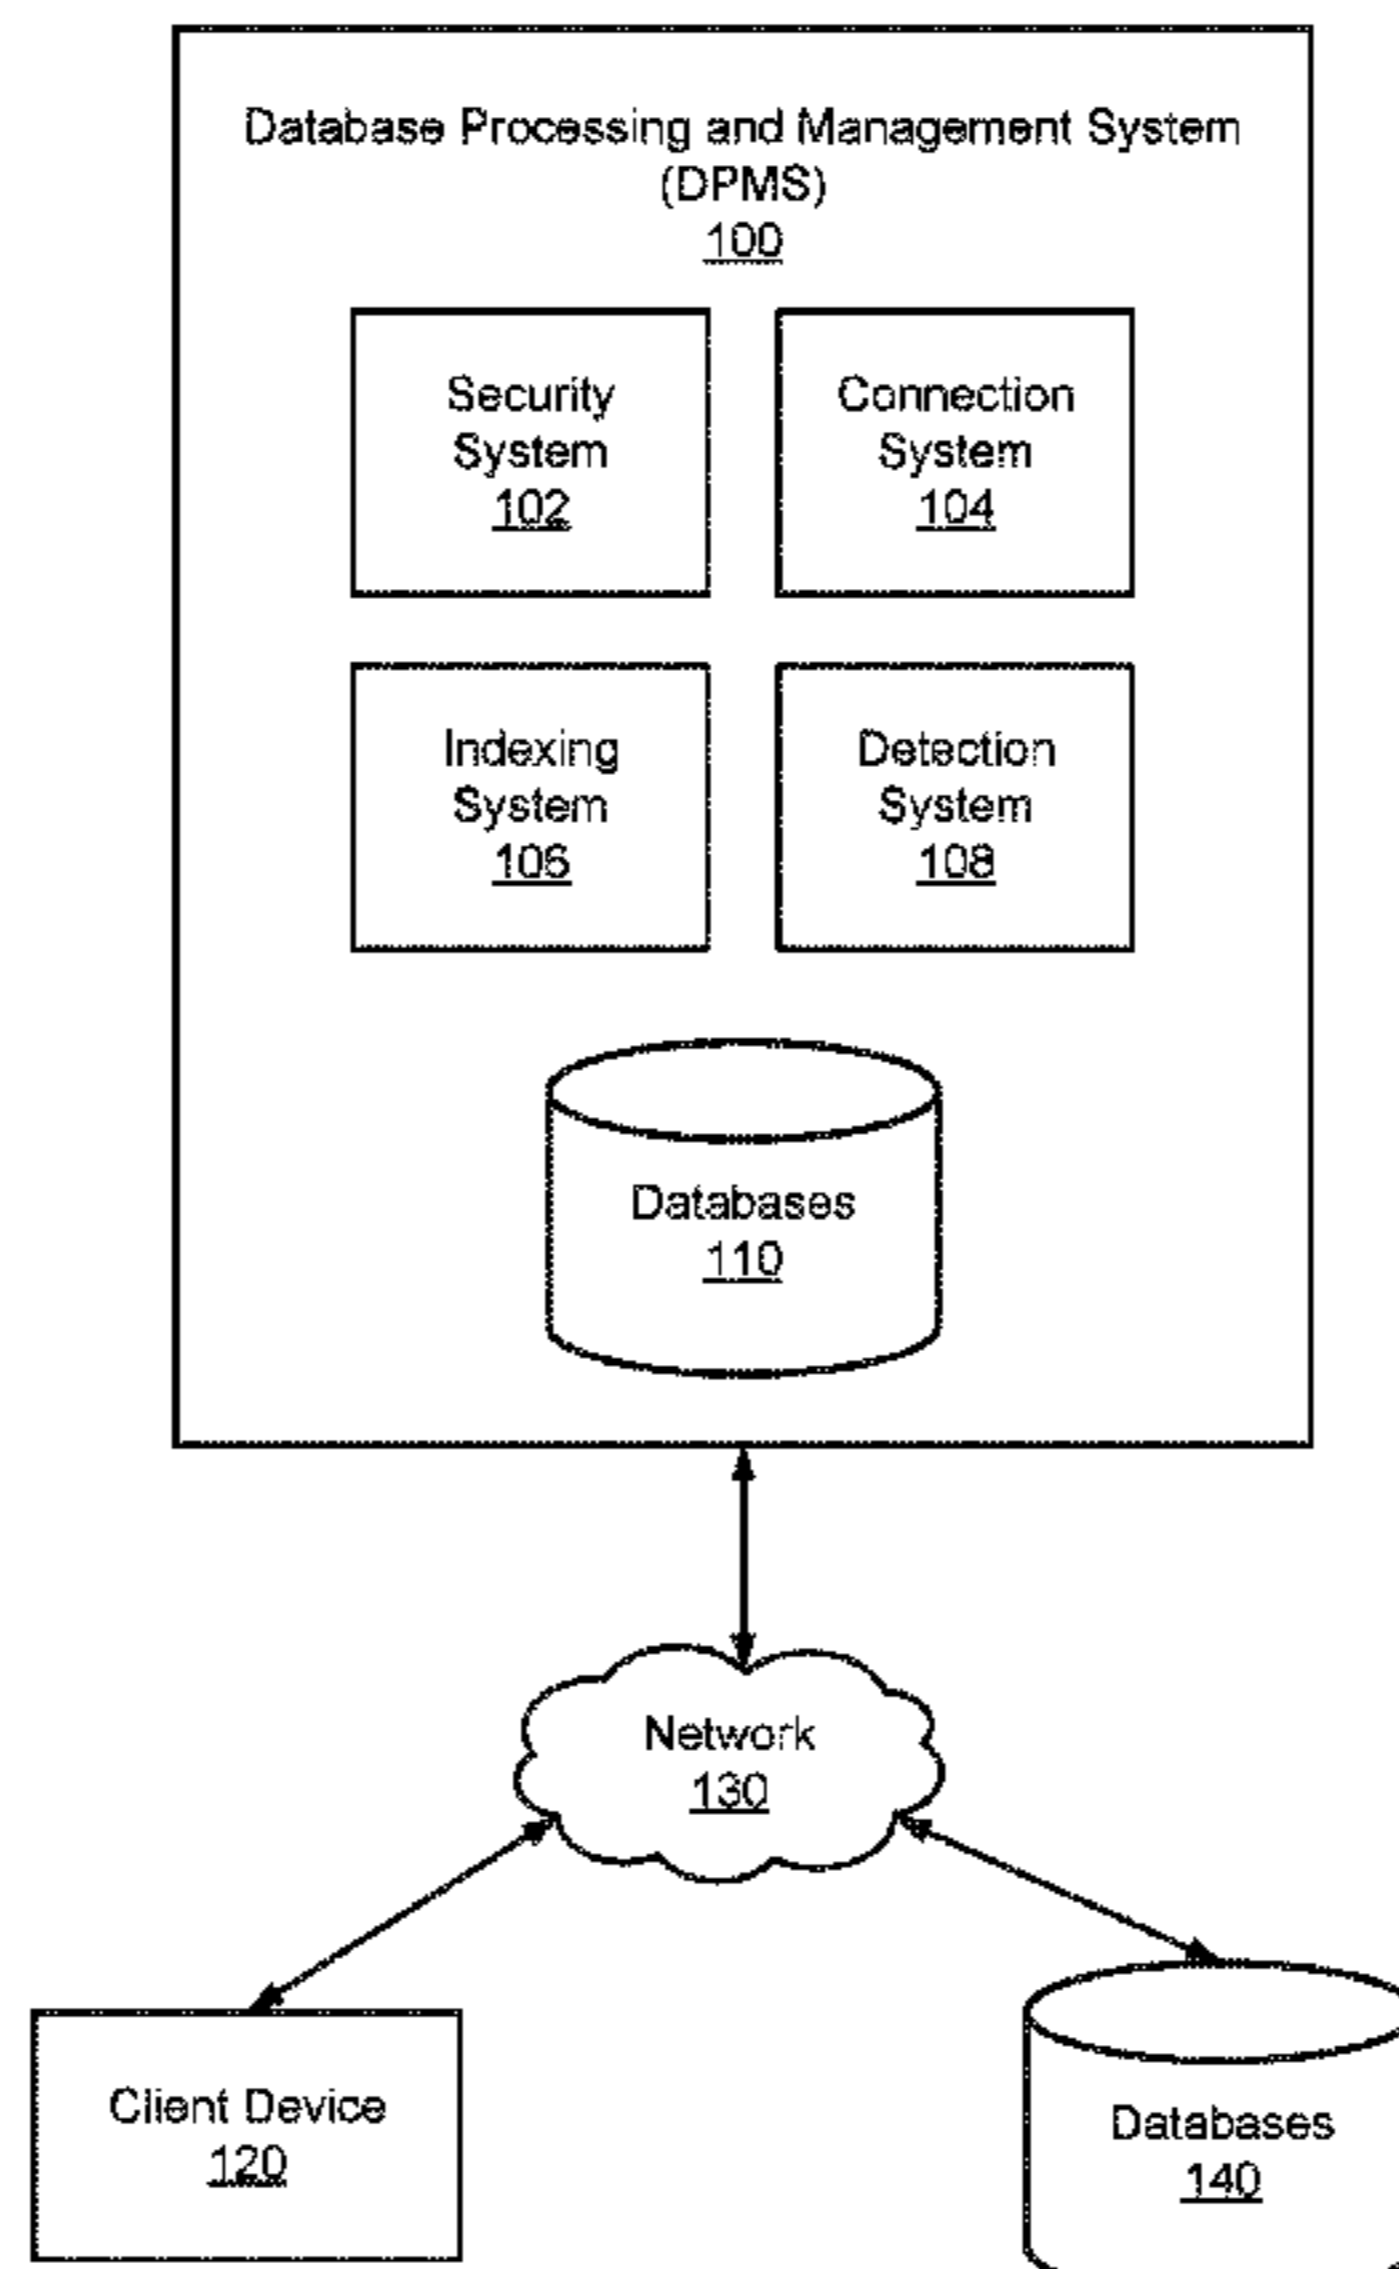 Database Processing and Management System
(DPMS)
100
Security
System
102
Connection
System
104
Indexing
System
106
Detection
System
108
Databases
110
Network
130
Client Device
120
Databases
140